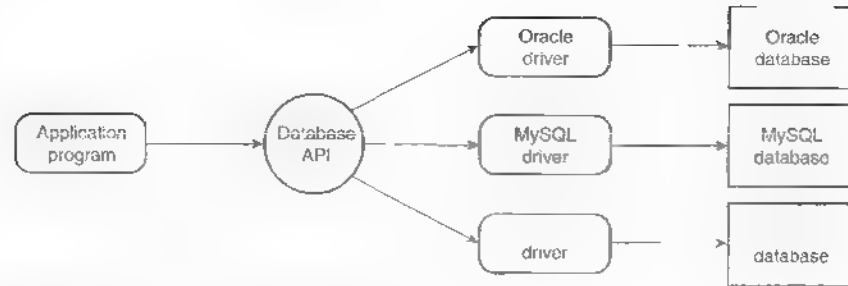 Oracle
driver
Oracle
database
Application
program
Database
API
MySQL
driver
MySQL
database
driver
database